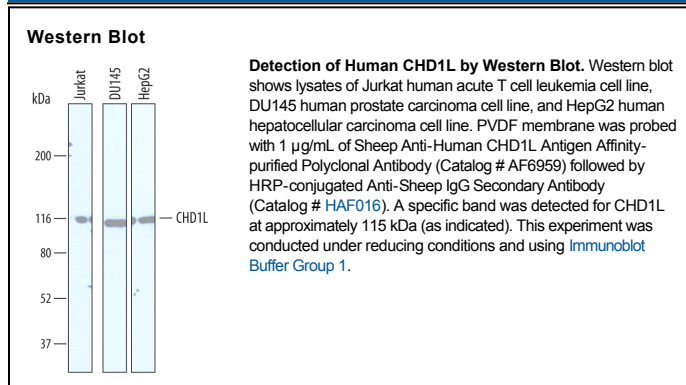 Western Blot
Jurkat
DU145
HepG2
kDa
200
116
80
52
37
CHD1L
Detection of Human CHD1L by Western Blot. Western blot
shows lysates of Jurkat human acute T cell leukemia cell line,
DU145 human prostate carcinoma cell line, and HepG2 human
hepatocellular carcinoma cell line. PVDF membrane was probed
with 1 µg/mL of Sheep Anti-Human CHD1L Antigen Affinity-
purified Polyclonal Antibody (Catalog # AF6959) followed by
HRP-conjugated Anti-Sheep IgG Secondary Antibody
(Catalog # HAF016). A specific band was detected for CHD1L
at approximately 115 kDa (as indicated). This experiment was
conducted under reducing conditions and using Immunoblot
Buffer Group 1.